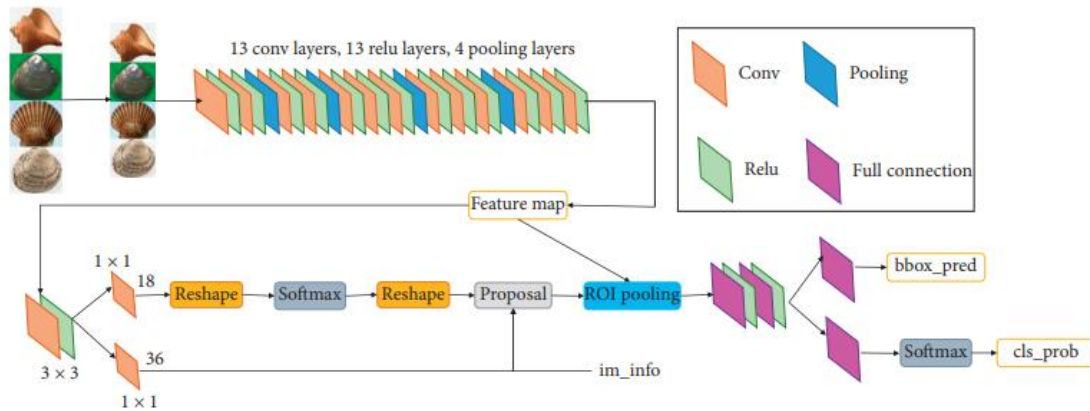 13 conv layers, 13 relu layers, 4 pooling layers
Conv
Pooling
Relu
Full connection
Feature map
1 × 1
18
Reshape
Softmax
Reshape
Proposal
ROI pooling
bbox_pred
3 × 3
36
1 × 1
im_info
Softmax
cls_prob